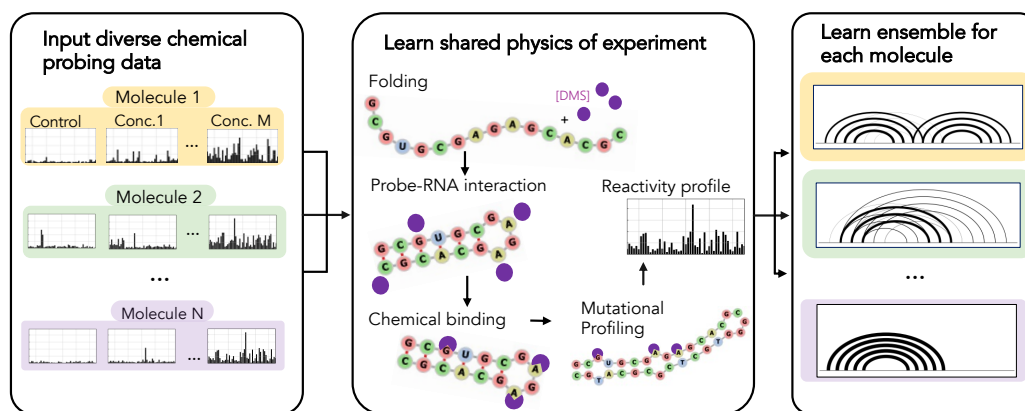 Input diverse chemical
probing data
Molecule 1
Control Conc.1 Conc. M
...
Molecule 2
...
...
Molecule N
...
Learn shared physics of experiment
Folding
[DMS]
+
G C G U G C G A G A G C A C G C
Probe-RNA interaction
G C G U G C G A
G
C G C A C G A
Chemical binding
G C G U G C G A
G
C G C A C G A
Mutational
Profiling
Reactivity profile
Learn ensemble for
each molecule
...